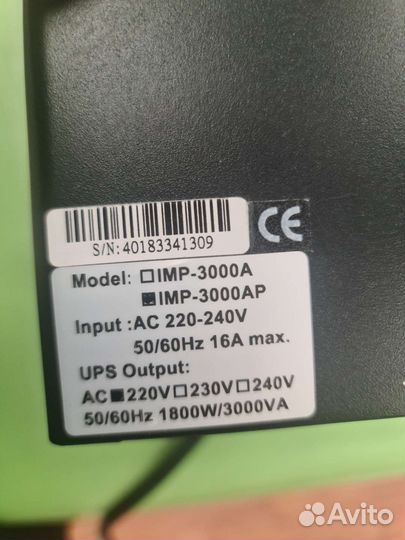 S/N:40183341309
CE
Model: □IMP-3000A
■IMP-3000AP
Input :AC 220-240V
50/60Hz 16A max.
UPS Output:
AC■220V□230V□240V
50/60Hz 1800W/3000VA
Avito